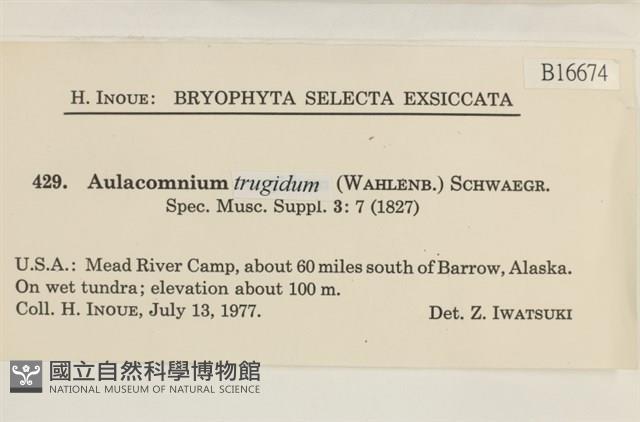 B16674
H. INOUE: BRYOPHYTA SELECTA EXSICCATA
429. Aulacomnium trugidum (WAHLENB.) SCHWAEGR.
Spec. Musc. Suppl. 3: 7 (1827)
U.S.A.: Mead River Camp, about 60 miles south of Barrow, Alaska.
On wet tundra; elevation about 100 m.
Coll. H. INOUE, July 13, 1977. Det. Z. IWATSUKI
國立自然科學博物館
NATIONAL MUSEUM OF NATURAL SCIENCE